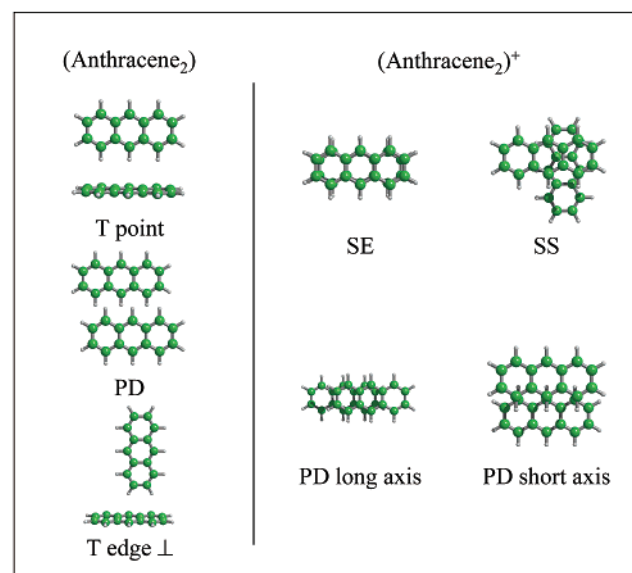 (Anthracene₂)
T point
PD
T edge ⊥
(Anthracene₂)⁺
SE
SS
PD long axis
PD short axis